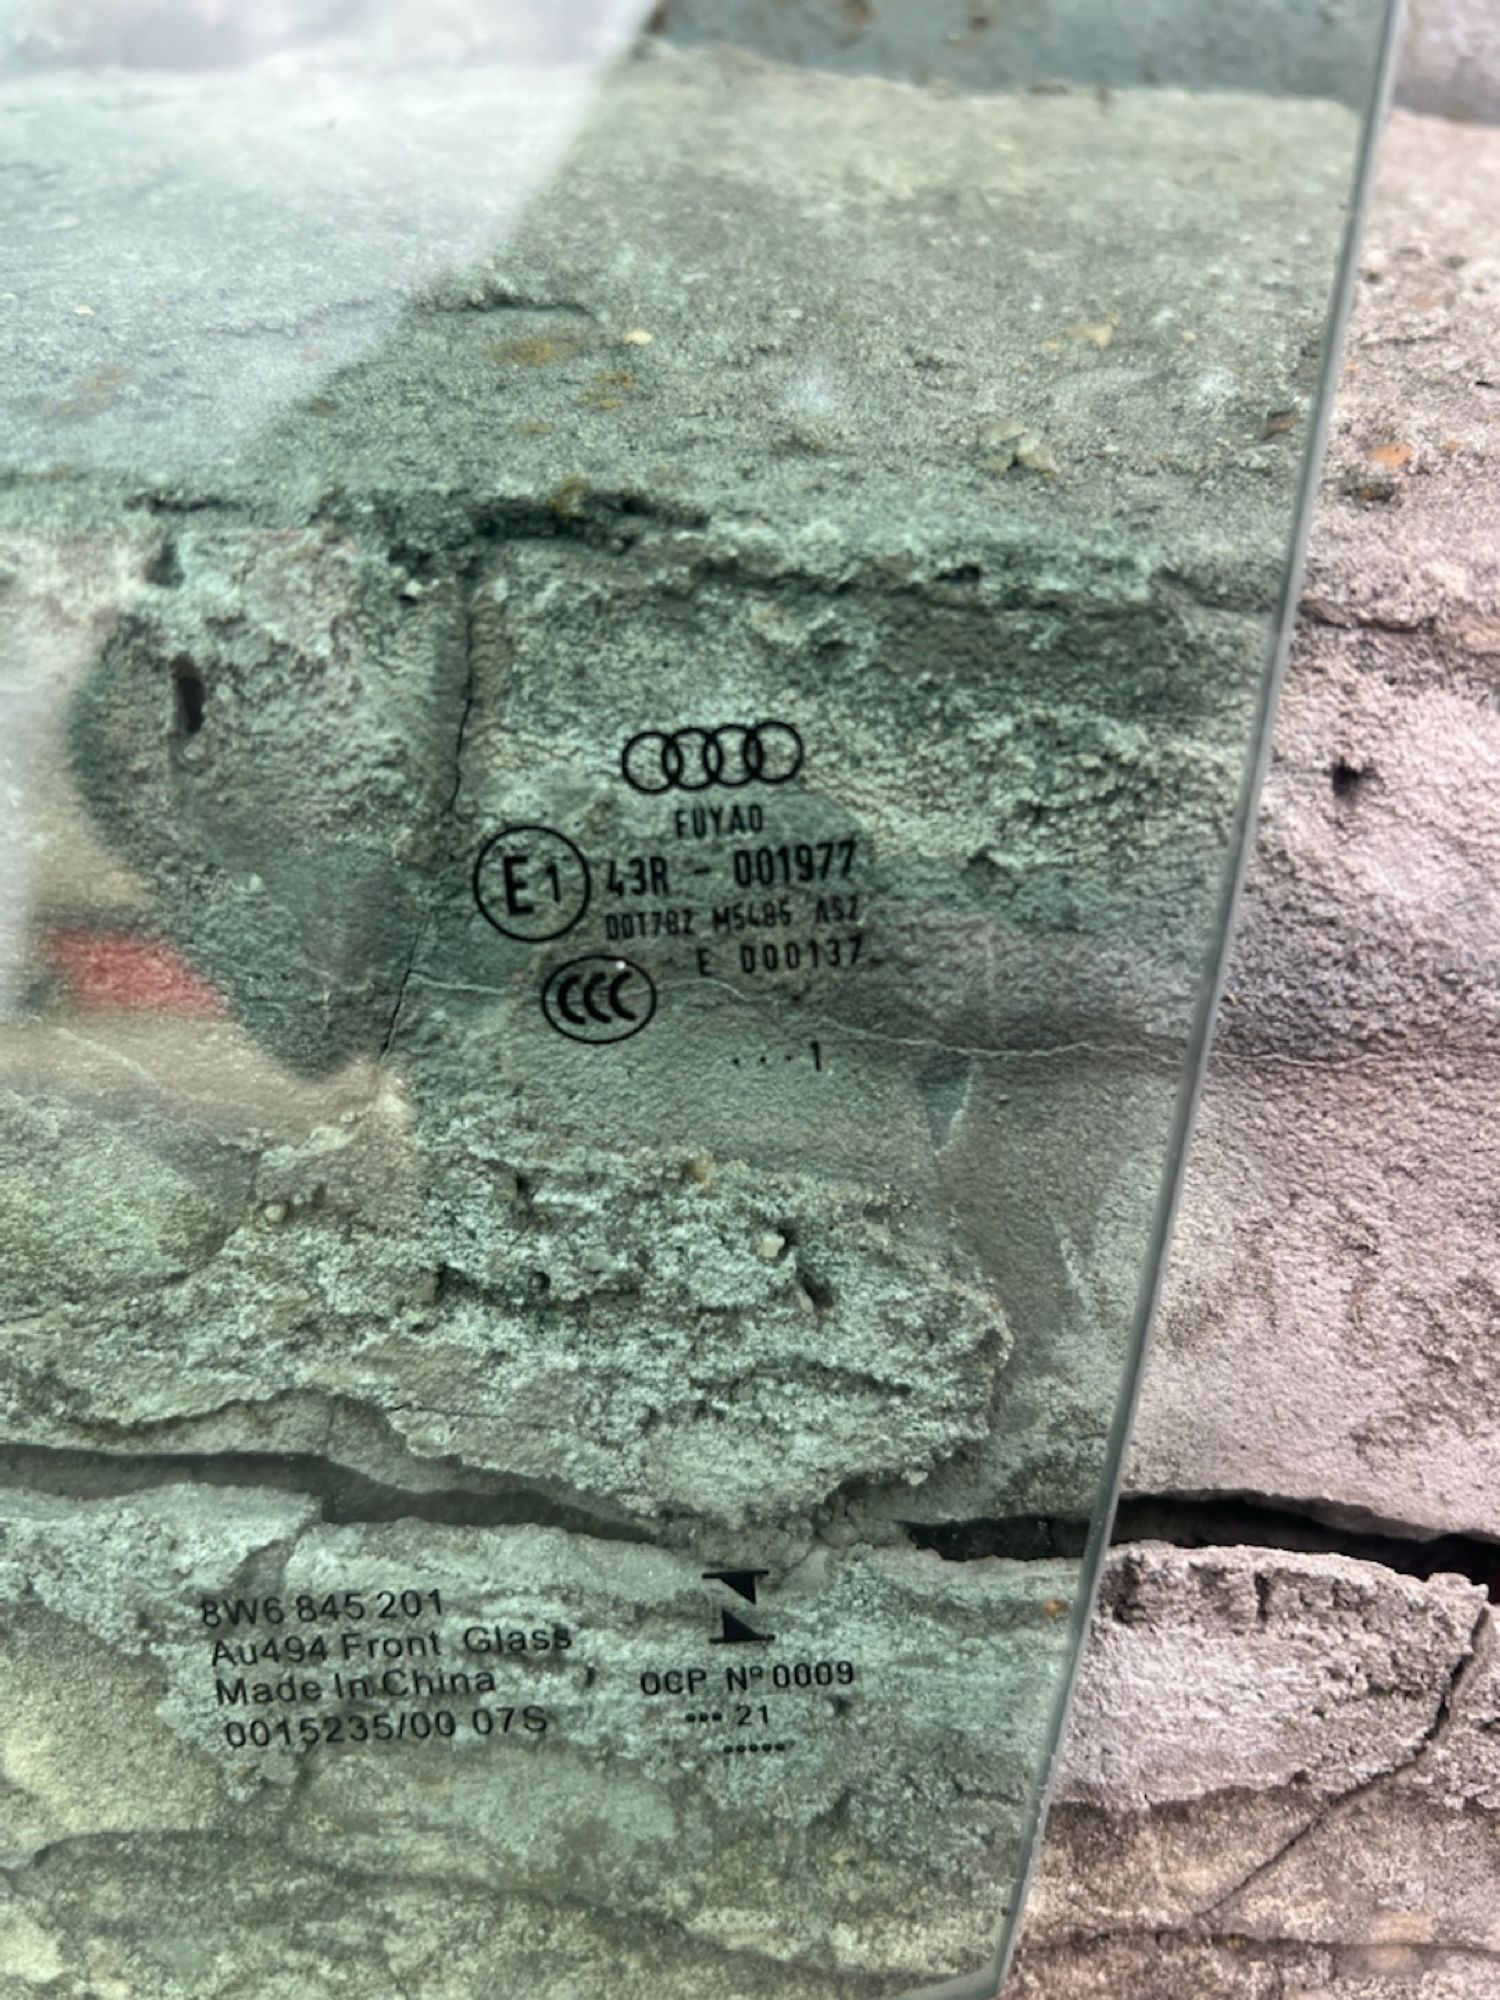 FUYAO
E1 43R - 001977
001782 M5486 AS2
E 000137
CCC
...1
8W6 845 201
Au494 Front Glass
Made In China
0015235/00 07S
OCP Nº 0009
••• 21
•••••